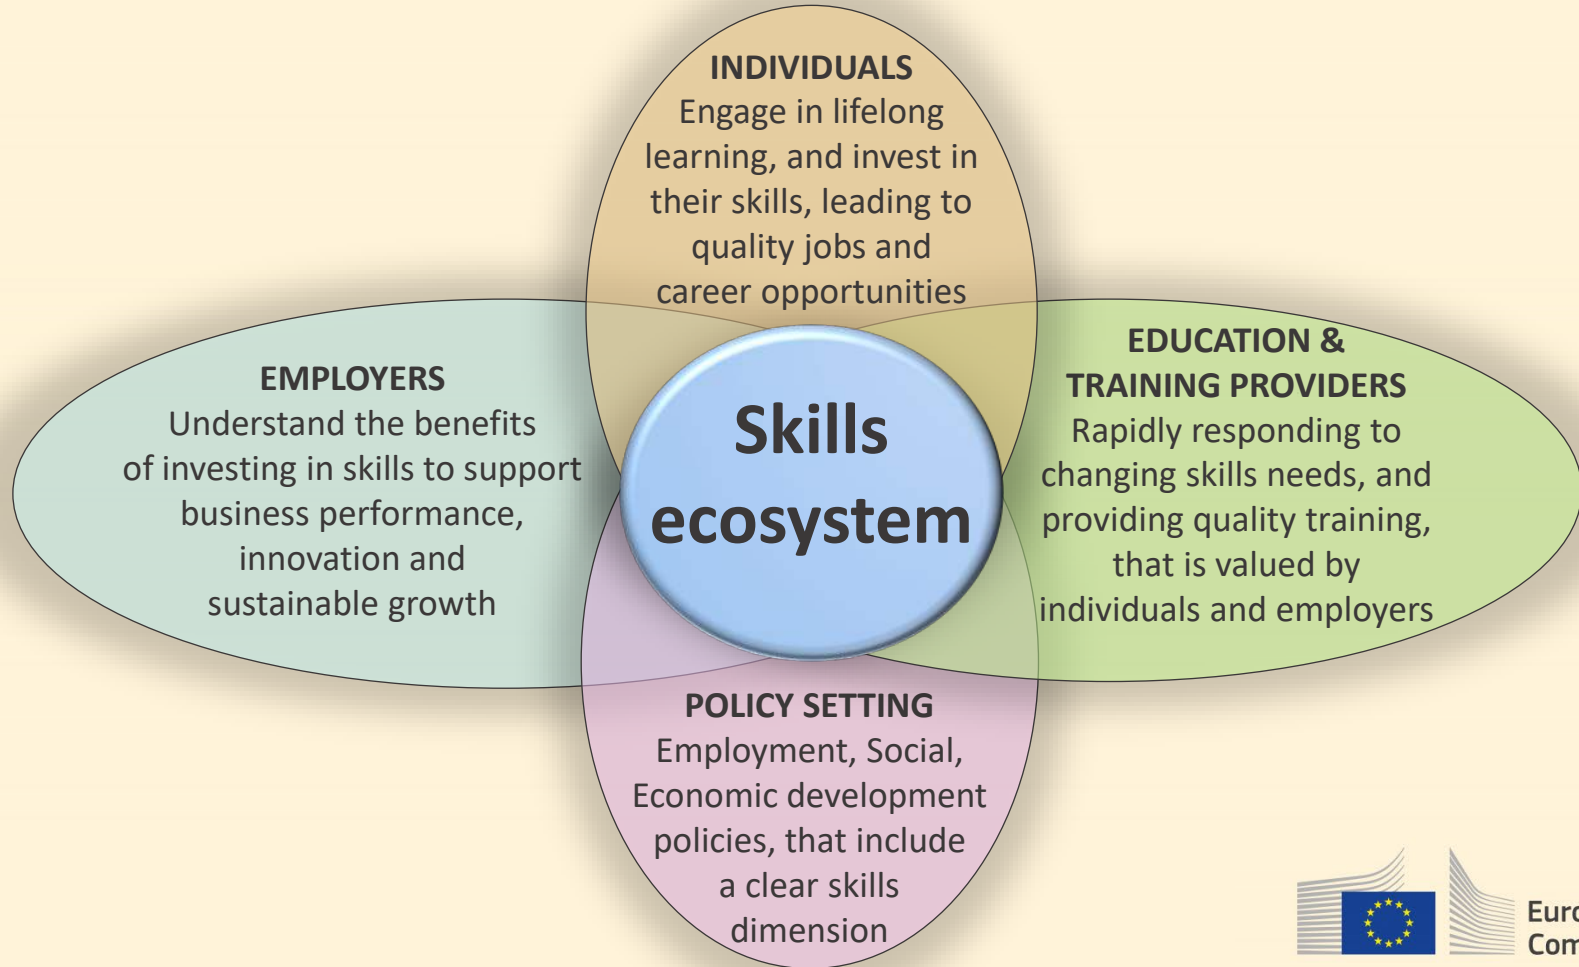 INDIVIDUALS
Engage in lifelong
learning, and invest in
their skills, leading to
quality jobs and
career opportunities
EMPLOYERS
Understand the benefits
of investing in skills to support
business performance,
innovation and
sustainable growth
Skills
ecosystem
EDUCATION &
TRAINING PROVIDERS
Rapidly responding to
changing skills needs, and
providing quality training,
that is valued by
individuals and employers
POLICY SETTING
Employment, Social,
Economic development
policies, that include
a clear skills
dimension